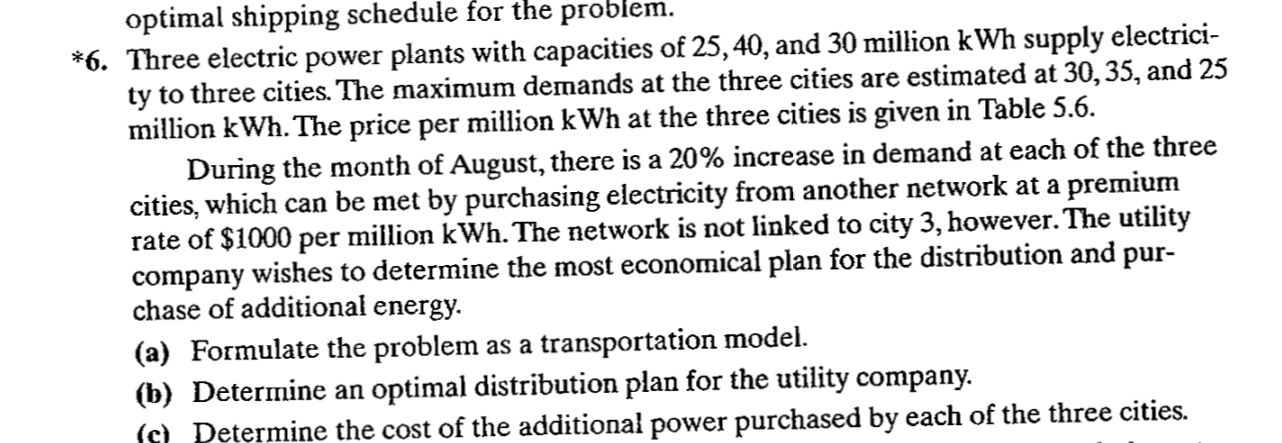 optimal shipping schedule for the problem.
*6. Three electric power plants with capacities of 25, 40, and 30 million kWh supply electrici-
ty to three cities. The maximum demands at the three cities are estimated at 30, 35, and 25
million kWh. The price per million kWh at the three cities is given in Table 5.6.
During the month of August, there is a 20% increase in demand at each of the three
cities, which can be met by purchasing electricity from another network at a premium
rate of $1000 per million kWh. The network is not linked to city 3, however. The utility
company wishes to determine the most economical plan for the distribution and pur-
chase of additional energy.
(a) Formulate the problem as a transportation model.
(b) Determine an optimal distribution plan for the utility company.
(c) Determine the cost of the additional power purchased by each of the three cities.